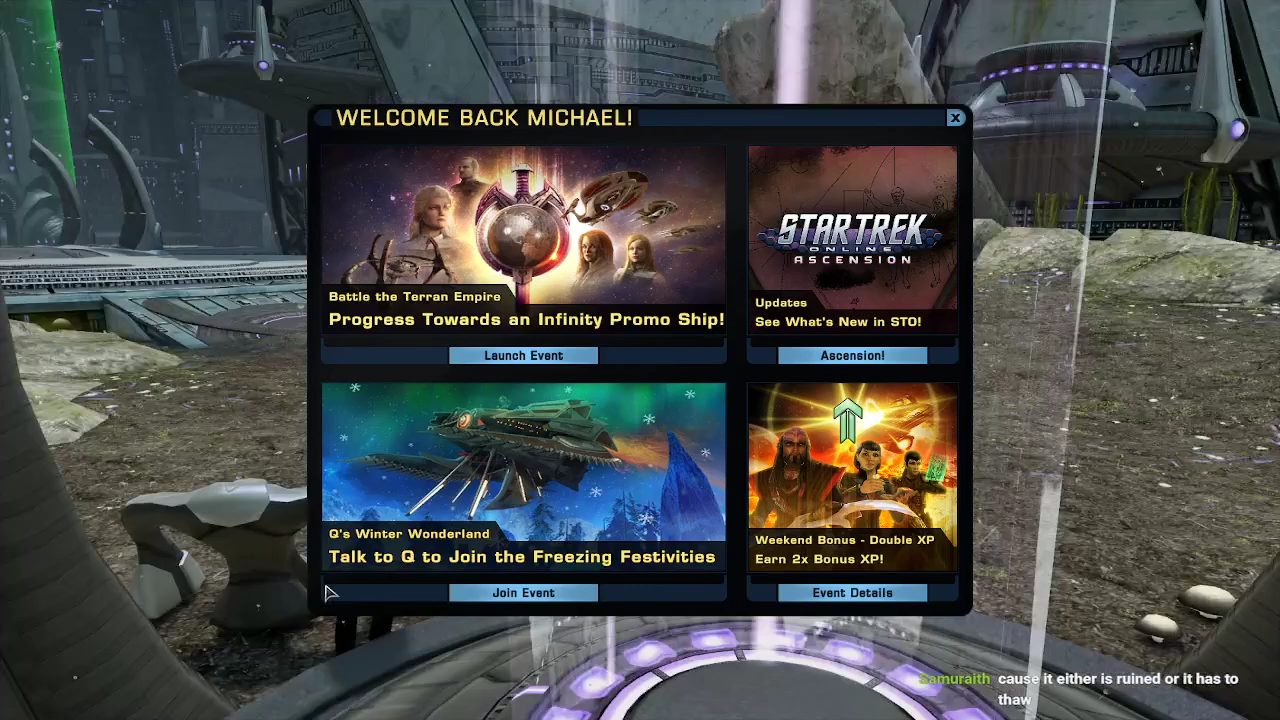 WELCOME BACK MICHAEL!
X
Battle the Terran Empire
Progress Towards an Infinity Promo Ship!
Launch Event
STAR TREK
ONLINE
ASCENSION
Updates
See What's New in STO!
Ascension!
Q's Winter Wonderland
Talk to Q to Join the Freezing Festivities
Join Event
Weekend Bonus - Double XP
Earn 2x Bonus XP!
Event Details
Samuraith cause it either is ruined or it has to
thaw